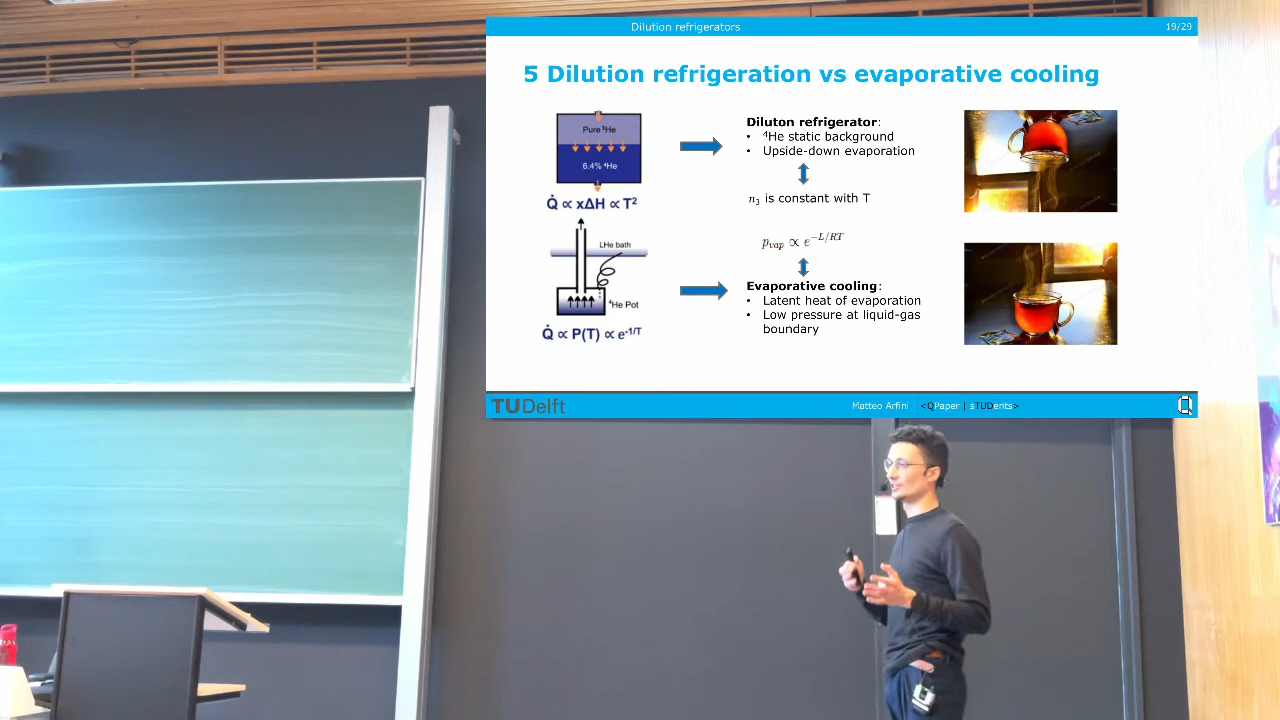 Dilution refrigerators
19/29
5 Dilution refrigeration vs evaporative cooling
Pure ³He
6.4% ⁴He
Q̇ ∝ xΔH ∝ T²
LHe bath
⁴He Pot
Q̇ ∝ P(T) ∝ e⁻¹/ᵀ
Diluton refrigerator:
• ⁴He static background
• Upside-down evaporation
n₃ is constant with T
pᵥₐₚ ∝ e^{−L/RT}
Evaporative cooling:
• Latent heat of evaporation
• Low pressure at liquid-gas
boundary
TUDelft
Matteo Arfini
<QPaper | sTUDents>
Q